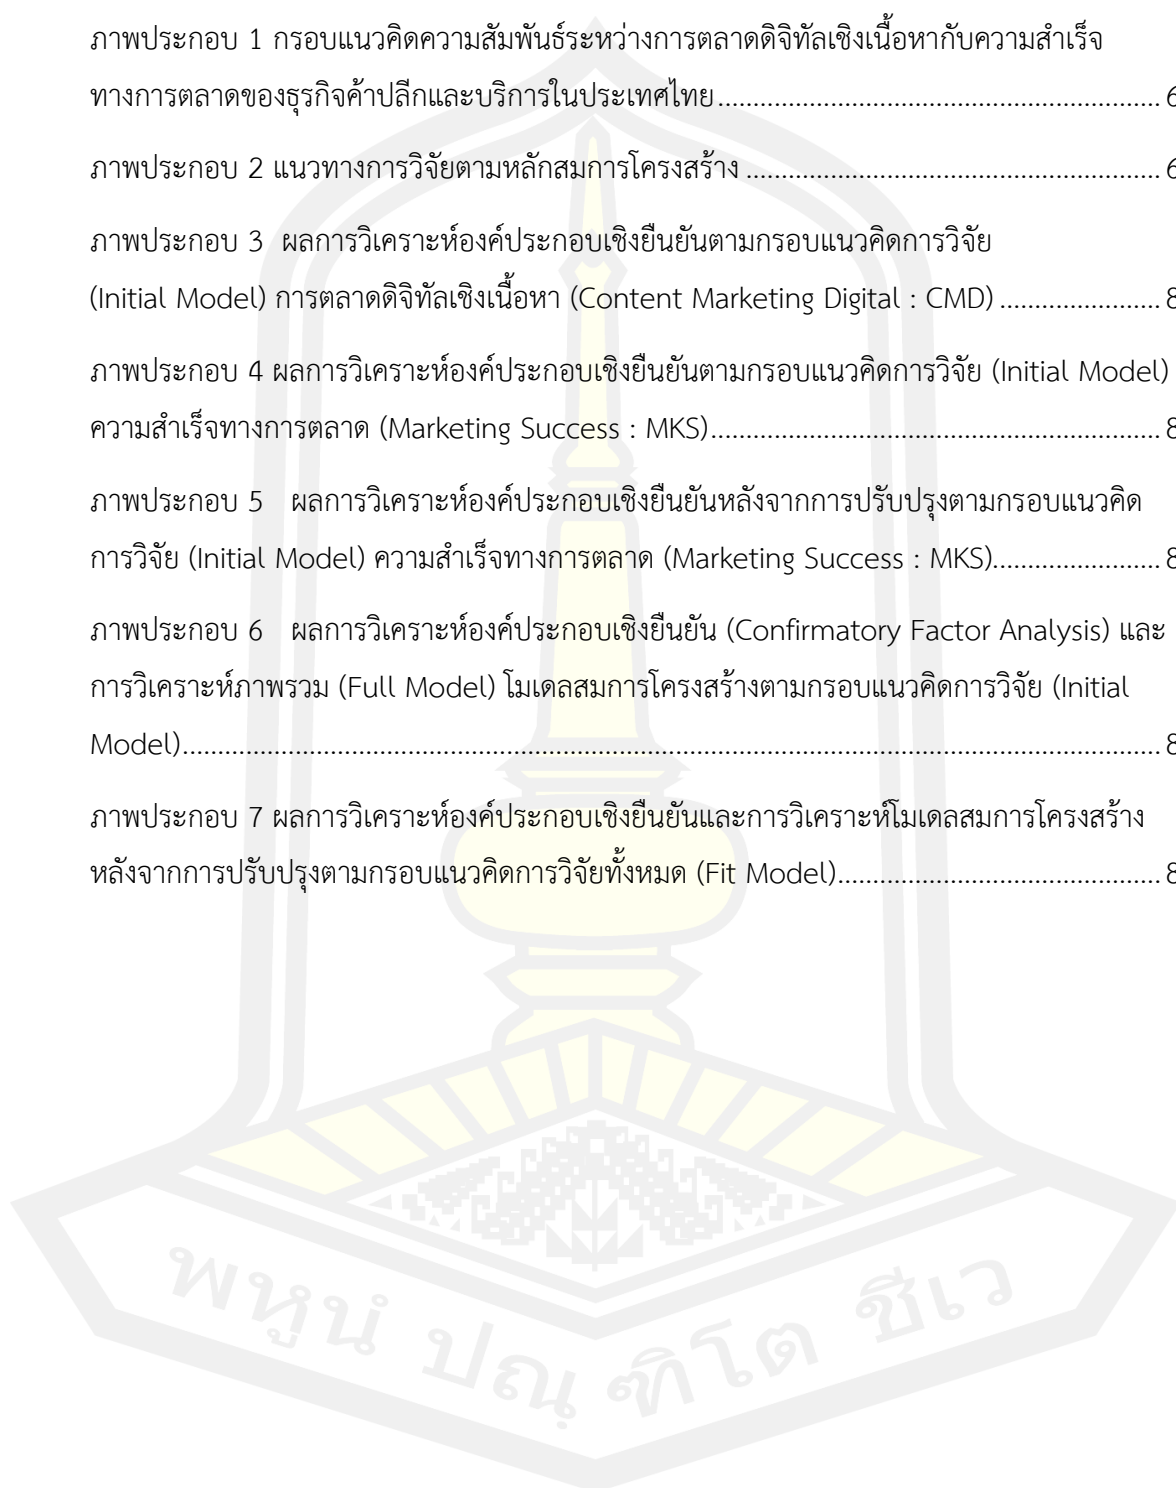 ภาพประกอบ 1 กรอบแนวคิดความสัมพันธ์ระหว่างการตลาดดิจิทัลเชิงเนื้อหากับความสำเร็จ
ทางการตลาดของธุรกิจค้าปลีกและบริการในประเทศไทย............................................................... 6
ภาพประกอบ 2 แนวทางการวิจัยตามหลักสมการโครงสร้าง ........................................................... 6
ภาพประกอบ 3 ผลการวิเคราะห์องค์ประกอบเชิงยืนยันตามกรอบแนวคิดการวิจัย
(Initial Model) การตลาดดิจิทัลเชิงเนื้อหา (Content Marketing Digital : CMD) ....................... 8
ภาพประกอบ 4 ผลการวิเคราะห์องค์ประกอบเชิงยืนยันตามกรอบแนวคิดการวิจัย (Initial Model)
ความสำเร็จทางการตลาด (Marketing Success : MKS)................................................................ 8
ภาพประกอบ 5 ผลการวิเคราะห์องค์ประกอบเชิงยืนยันหลังจากการปรับปรุงตามกรอบแนวคิด
การวิจัย (Initial Model) ความสำเร็จทางการตลาด (Marketing Success : MKS)........................ 8
ภาพประกอบ 6 ผลการวิเคราะห์องค์ประกอบเชิงยืนยัน (Confirmatory Factor Analysis) และ
การวิเคราะห์ภาพรวม (Full Model) โมเดลสมการโครงสร้างตามกรอบแนวคิดการวิจัย (Initial
Model)........................................................................................................................................... 8
ภาพประกอบ 7 ผลการวิเคราะห์องค์ประกอบเชิงยืนยันและการวิเคราะห์โมเดลสมการโครงสร้าง
หลังจากการปรับปรุงตามกรอบแนวคิดการวิจัยทั้งหมด (Fit Model).............................................. 8
พหูนํ ปณฺฑิโต ชีเว